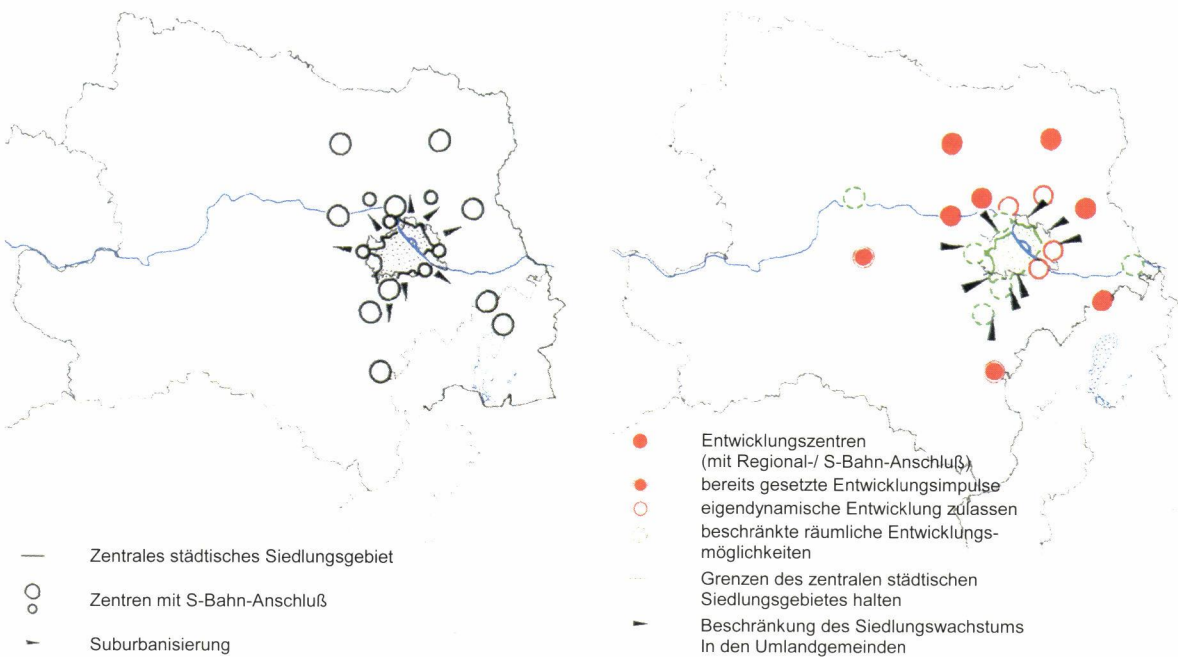 Zentrales städtisches Siedlungsgebiet
Zentren mit S-Bahn-Anschluß
Suburbanisierung
Entwicklungszentren
(mit Regional-/ S-Bahn-Anschluß)
bereits gesetzte Entwicklungsimpulse
eigendynamische Entwicklung zulassen
beschränkte räumliche Entwicklungs-
möglichkeiten
Grenzen des zentralen städtischen
Siedlungsgebietes halten
Beschränkung des Siedlungswachstums
In den Umlandgemeinden